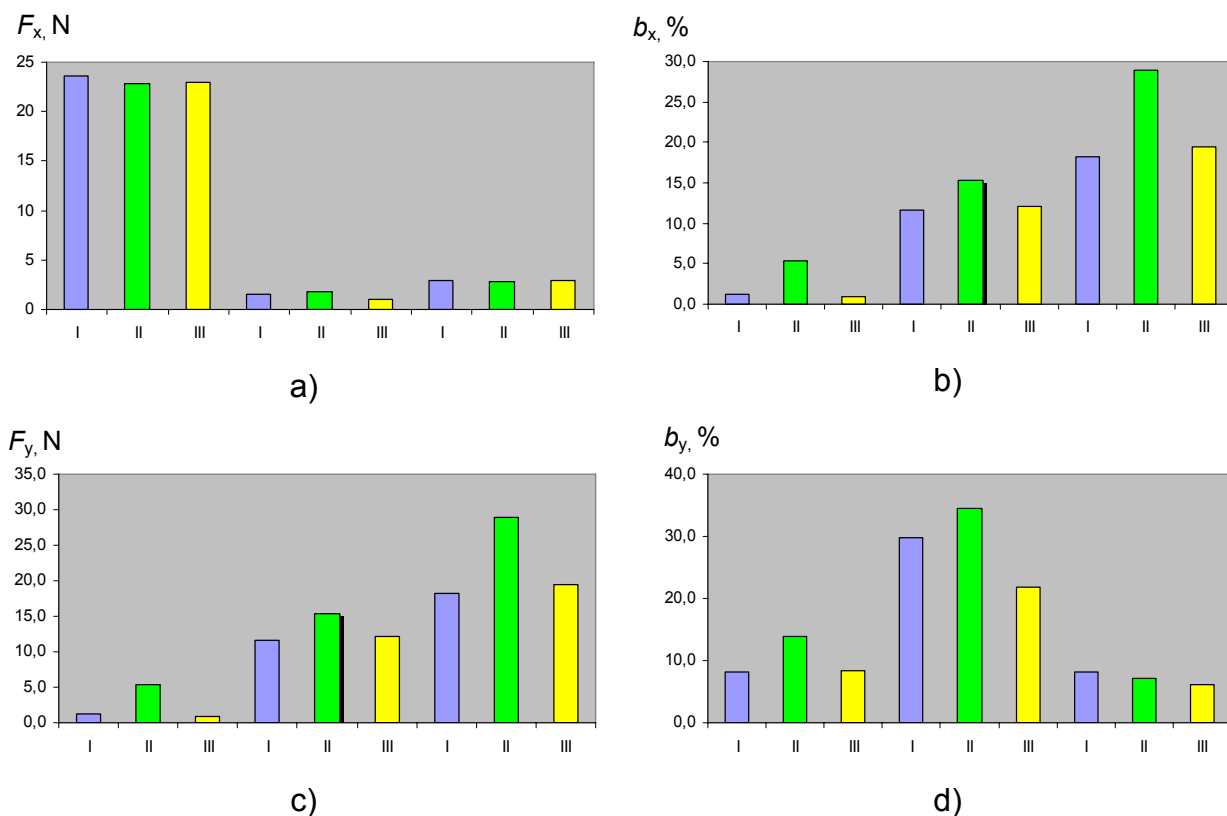 Fx, N
25
20
15
10
5
0
I II III I II III I II III
a)
bx, %
30,0
25,0
20,0
15,0
10,0
5,0
0,0
I II III I II III I II III
b)
Fy, N
35,0
30,0
25,0
20,0
15,0
10,0
5,0
0,0
I II III I II III I II III
c)
by, %
40,0
30,0
20,0
10,0
0,0
I II III I II III I II III
d)